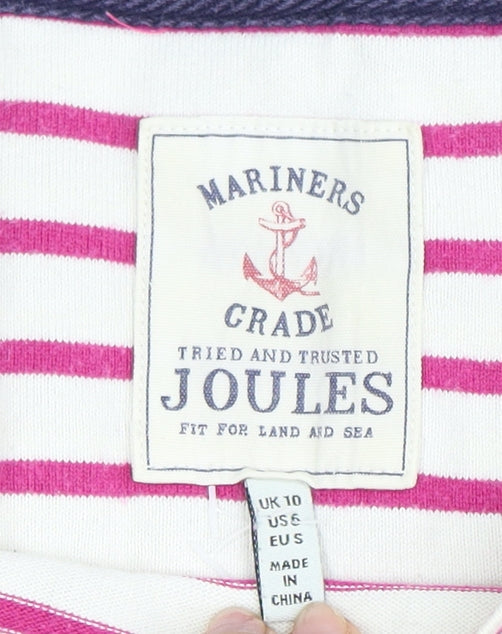 MARINERS
GRADE
TRIED AND TRUSTED
JOULES
FIT FOR LAND AND SEA
UK 10
US 6
EU S
MADE
IN
CHINA